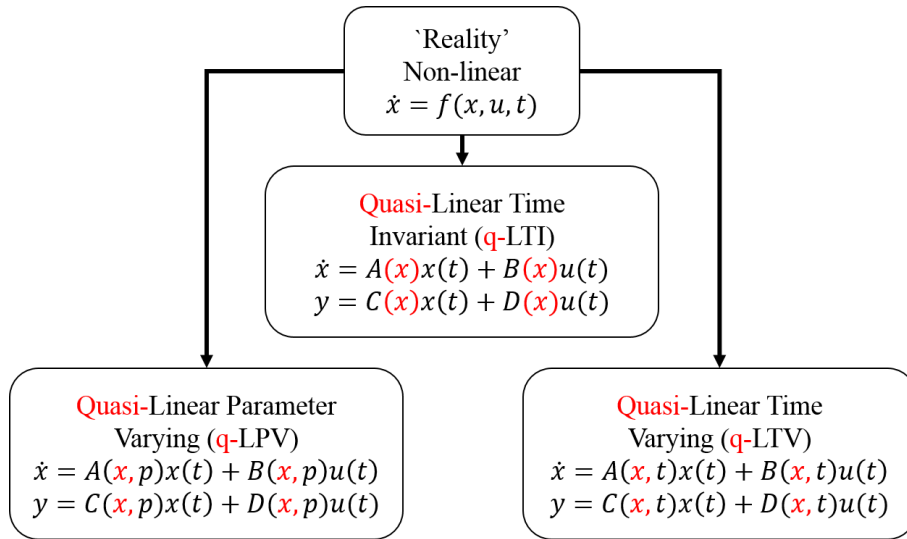 `Reality'
Non-linear
ẋ = f(x, u, t)
Quasi-Linear Time
Invariant (q-LTI)
ẋ = A(x)x(t) + B(x)u(t)
y = C(x)x(t) + D(x)u(t)
Quasi-Linear Parameter
Varying (q-LPV)
ẋ = A(x, p)x(t) + B(x, p)u(t)
y = C(x, p)x(t) + D(x, p)u(t)
Quasi-Linear Time
Varying (q-LTV)
ẋ = A(x, t)x(t) + B(x, t)u(t)
y = C(x, t)x(t) + D(x, t)u(t)